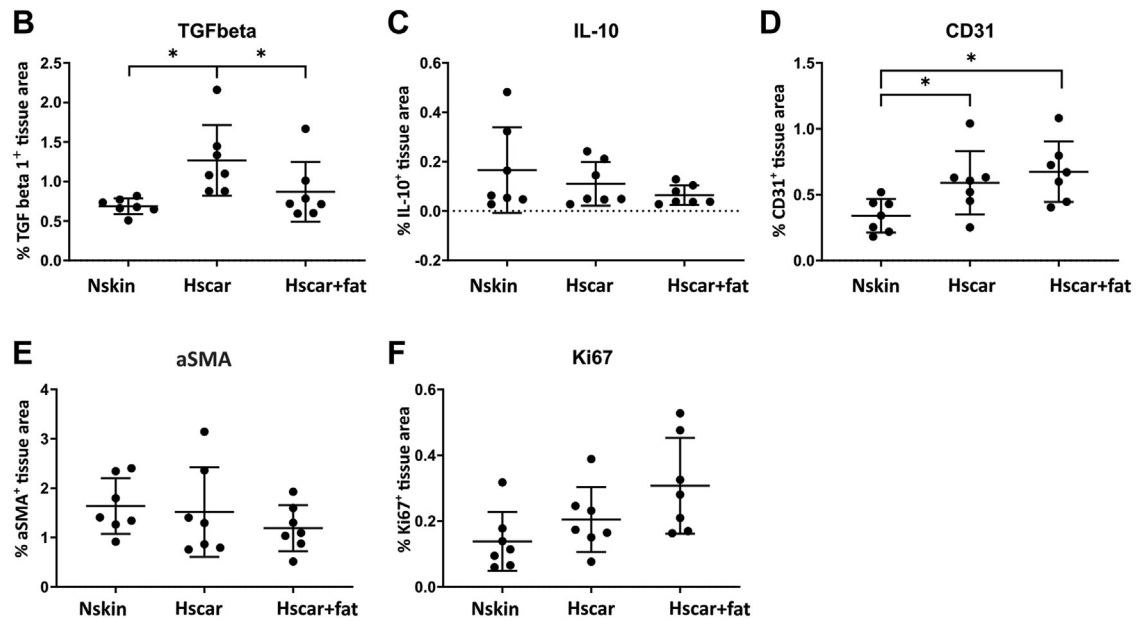 B TGFbeta
* *
% TGF beta 1+ tissue area
2.5
2.0
1.5
1.0
0.5
0.0
Nskin Hscar Hscar+fat
C IL-10
% IL-10+ tissue area
0.6
0.4
0.2
0.0
-0.2
Nskin Hscar Hscar+fat
D CD31
*
*
% CD31+ tissue area
1.5
1.0
0.5
0.0
Nskin Hscar Hscar+fat
E aSMA
% aSMA+ tissue area
4
3
2
1
0
Nskin Hscar Hscar+fat
F Ki67
% Ki67+ tissue area
0.6
0.4
0.2
0.0
Nskin Hscar Hscar+fat